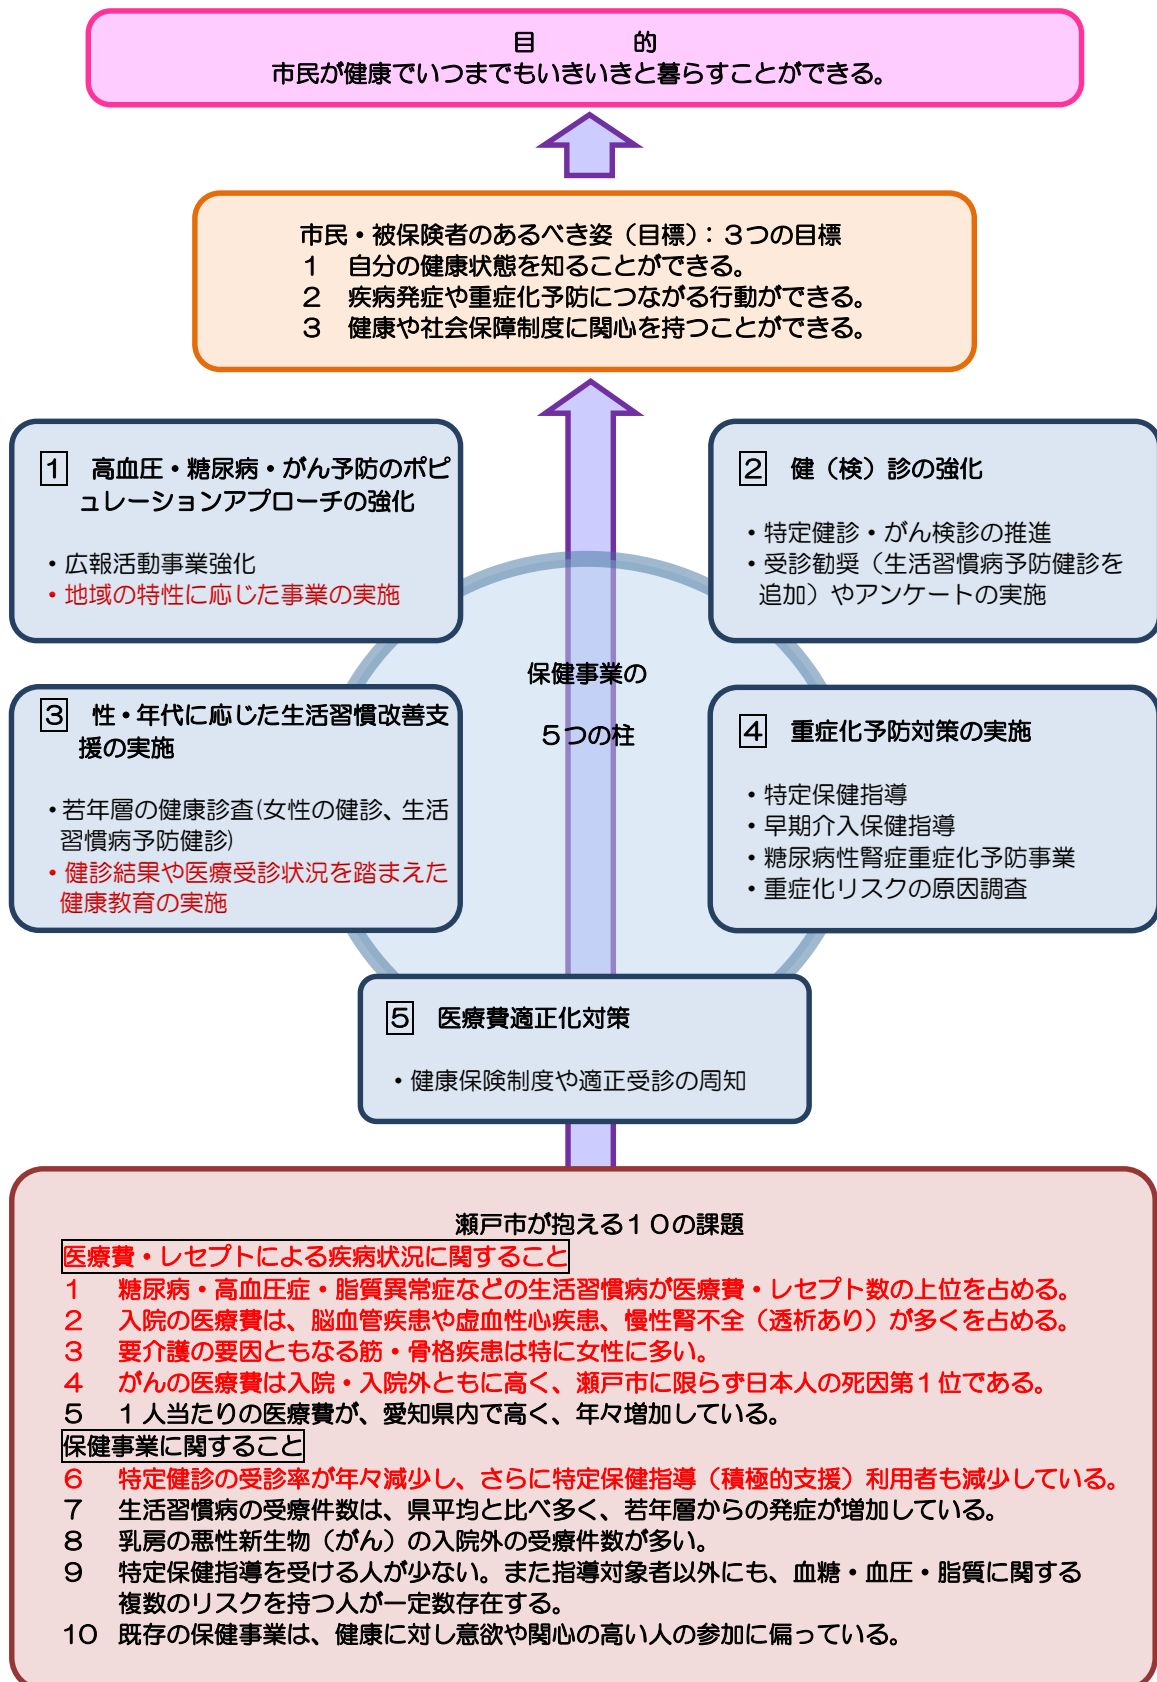 目　　　　的
市民が健康でいつまでもいきいきと暮らすことができる。
市民・被保険者のあるべき姿（目標）：３つの目標
１　自分の健康状態を知ることができる。
２　疾病発症や重症化予防につながる行動ができる。
３　健康や社会保障制度に関心を持つことができる。
1　高血圧・糖尿病・がん予防のポピ
ュレーションアプローチの強化
・広報活動事業強化
・地域の特性に応じた事業の実施
2　健（検）診の強化
・特定健診・がん検診の推進
・受診勧奨（生活習慣病予防健診を
追加）やアンケートの実施
保健事業の
５つの柱
3　性・年代に応じた生活習慣改善支
援の実施
・若年層の健康診査(女性の健診、生活
習慣病予防健診)
・健診結果や医療受診状況を踏まえた
健康教育の実施
4　重症化予防対策の実施
・特定保健指導
・早期介入保健指導
・糖尿病性腎症重症化予防事業
・重症化リスクの原因調査
5　医療費適正化対策
・健康保険制度や適正受診の周知
瀬戸市が抱える１０の課題
医療費・レセプトによる疾病状況に関すること
１　糖尿病・高血圧症・脂質異常症などの生活習慣病が医療費・レセプト数の上位を占める。
２　入院の医療費は、脳血管疾患や虚血性心疾患、慢性腎不全（透析あり）が多くを占める。
３　要介護の要因ともなる筋・骨格疾患は特に女性に多い。
４　がんの医療費は入院・入院外ともに高く、瀬戸市に限らず日本人の死因第１位である。
５　１人当たりの医療費が、愛知県内で高く、年々増加している。
保健事業に関すること
６　特定健診の受診率が年々減少し、さらに特定保健指導（積極的支援）利用者も減少している。
７　生活習慣病の受療件数は、県平均と比べ多く、若年層からの発症が増加している。
８　乳房の悪性新生物（がん）の入院外の受療件数が多い。
９　特定保健指導を受ける人が少ない。また指導対象者以外にも、血糖・血圧・脂質に関する
複数のリスクを持つ人が一定数存在する。
10　既存の保健事業は、健康に対し意欲や関心の高い人の参加に偏っている。